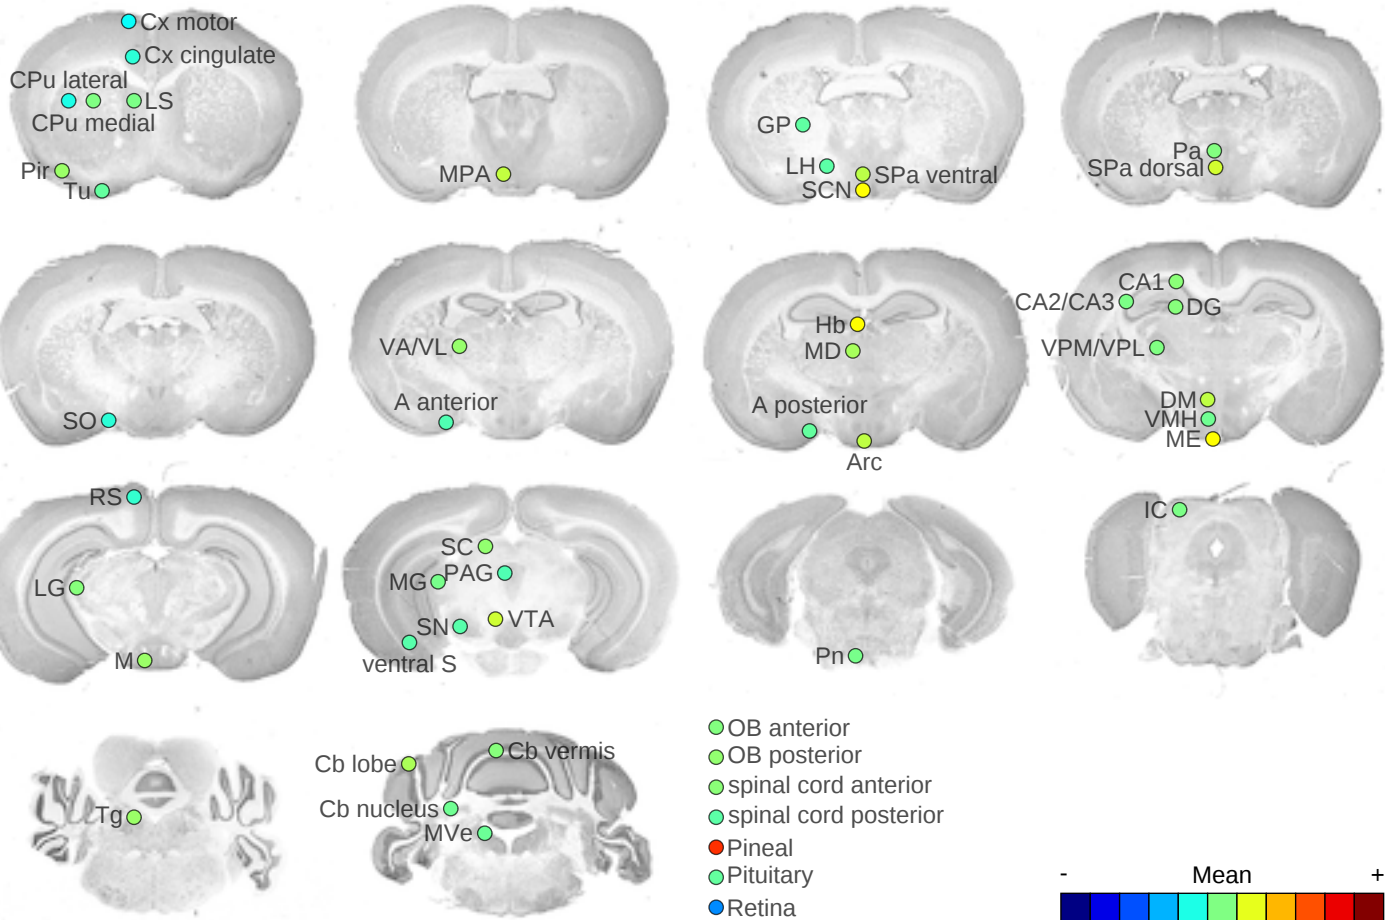 Cx motor
Cx cingulate
CPu lateral
LS
CPu medial
Pir
Tu
MPA
GP
LH
SPa ventral
SCN
Pa
SPa dorsal
SO
VA/VL
A anterior
Hb
MD
A posterior
Arc
CA1
CA2/CA3
DG
VPM/VPL
DM
VMH
ME
RS
LG
M
SC
MG
PAG
SN
VTA
ventral S
Pn
IC
Tg
Cb lobe
Cb vermis
Cb nucleus
MVe
OB anterior
OB posterior
spinal cord anterior
spinal cord posterior
Pineal
Pituitary
Retina
- Mean +